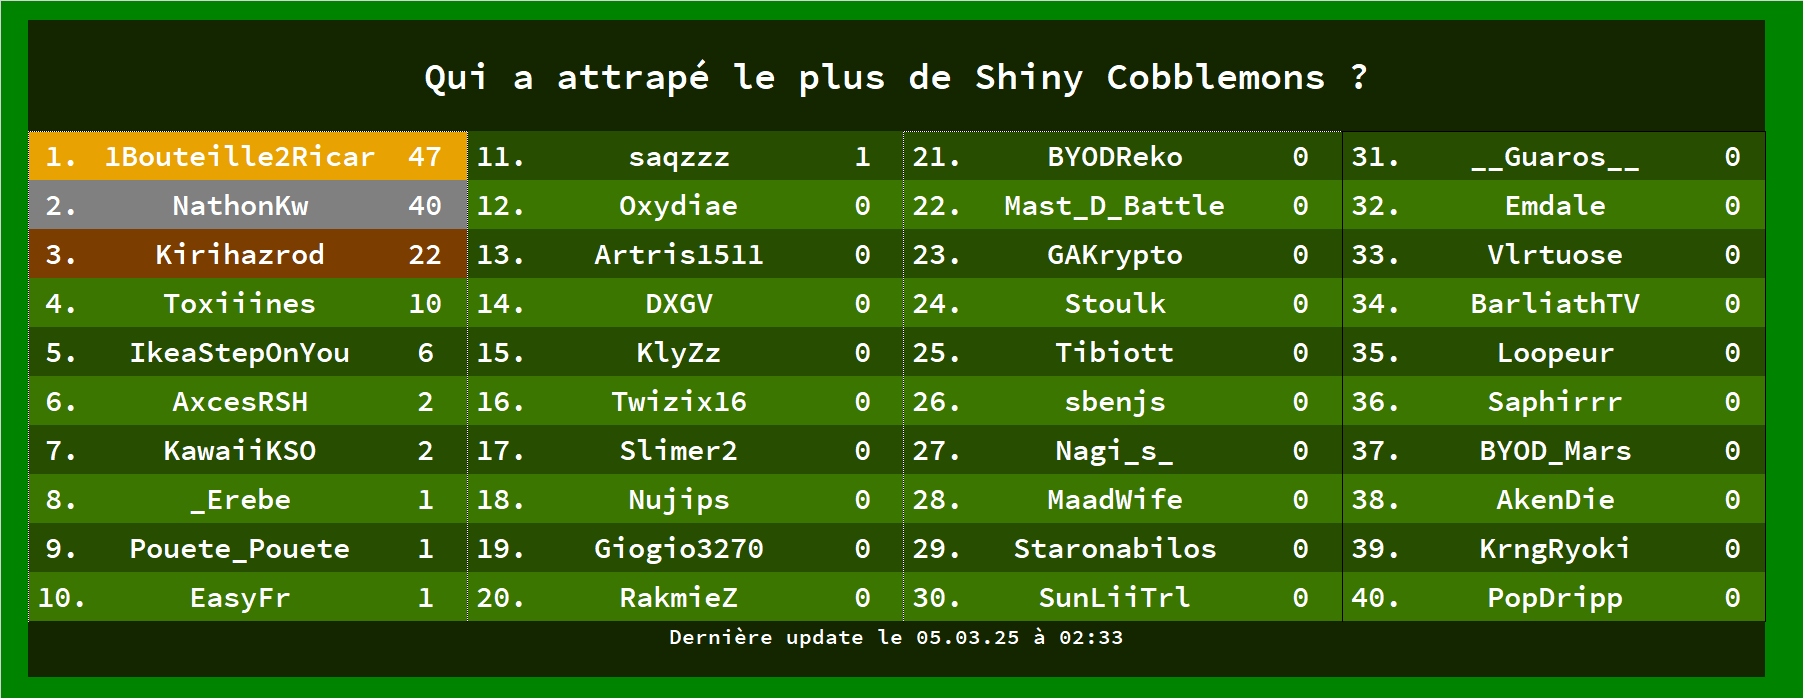 Qui a attrapé le plus de Shiny Cobblemons ?
1. 1Bouteille2Ricar 47
2. NathonKw 40
3. Kirihazrod 22
4. Toxiiines 10
5. IkeaStepOnYou 6
6. AxcesRSH 2
7. KawaiiKSO 2
8. _Erebe 1
9. Pouete_Pouete 1
10. EasyFr 1
11. saqzzz 1
12. Oxydiae 0
13. Artris1511 0
14. DXGV 0
15. KlyZz 0
16. Twizix16 0
17. Slimer2 0
18. Nujips 0
19. Giogio3270 0
20. RakmieZ 0
21. BYODReko 0
22. Mast_D_Battle 0
23. GAKrypto 0
24. Stoulk 0
25. Tibiott 0
26. sbenjs 0
27. Nagi_s_ 0
28. MaadWife 0
29. Staronabilos 0
30. SunLiiTrl 0
31. __Guaros__ 0
32. Emdale 0
33. Vlrtuose 0
34. BarliathTV 0
35. Loopeur 0
36. Saphirrr 0
37. BYOD_Mars 0
38. AkenDie 0
39. KrngRyoki 0
40. PopDripp 0
Dernière update le 05.03.25 à 02:33